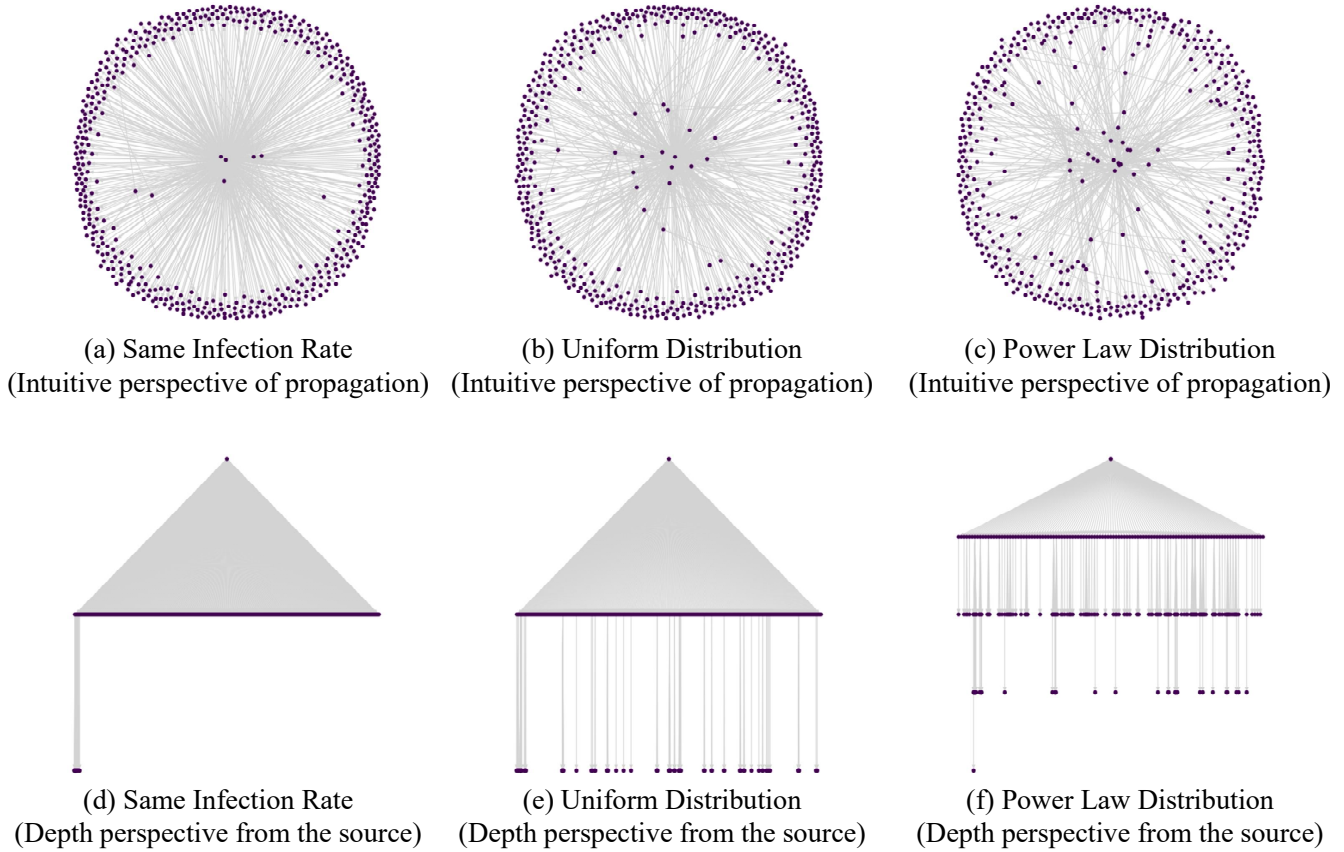 (a) Same Infection Rate
(Intuitive perspective of propagation)
(b) Uniform Distribution
(Intuitive perspective of propagation)
(c) Power Law Distribution
(Intuitive perspective of propagation)
(d) Same Infection Rate
(Depth perspective from the source)
(e) Uniform Distribution
(Depth perspective from the source)
(f) Power Law Distribution
(Depth perspective from the source)